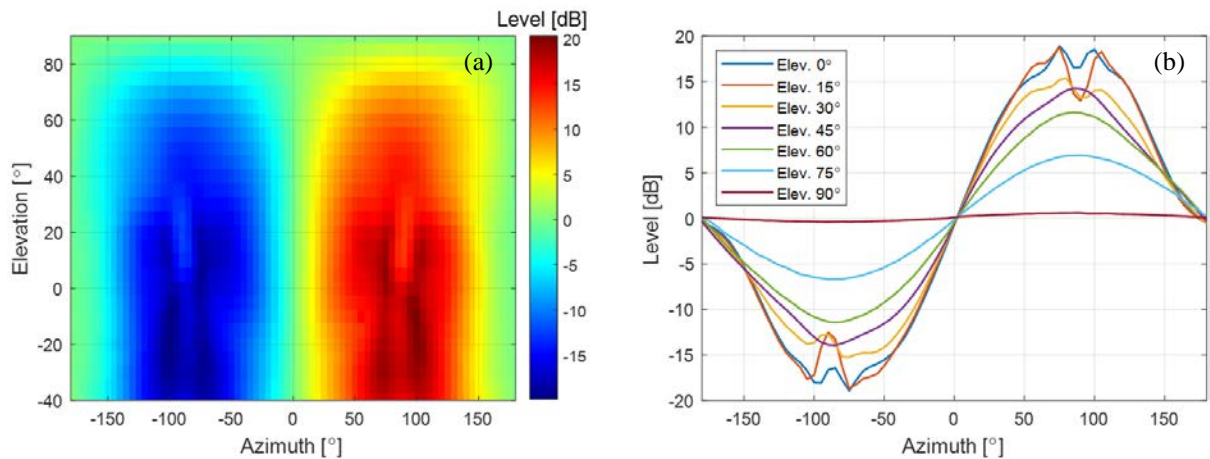 Level [dB]
(a)
80
60
40
20
0
-20
-40
Elevation [°]
-100 -50 0 50 100 150
-150
Azimuth [°]
20
15
10
5
0
-5
-10
-15
(b)
Elev. 0°
Elev. 15°
Elev. 30°
Elev. 45°
Elev. 60°
Elev. 75°
Elev. 90°
20
15
10
5
0
-5
-10
-15
-20
Level [dB]
-150 -100 -50 0 50 100 150
Azimuth [°]